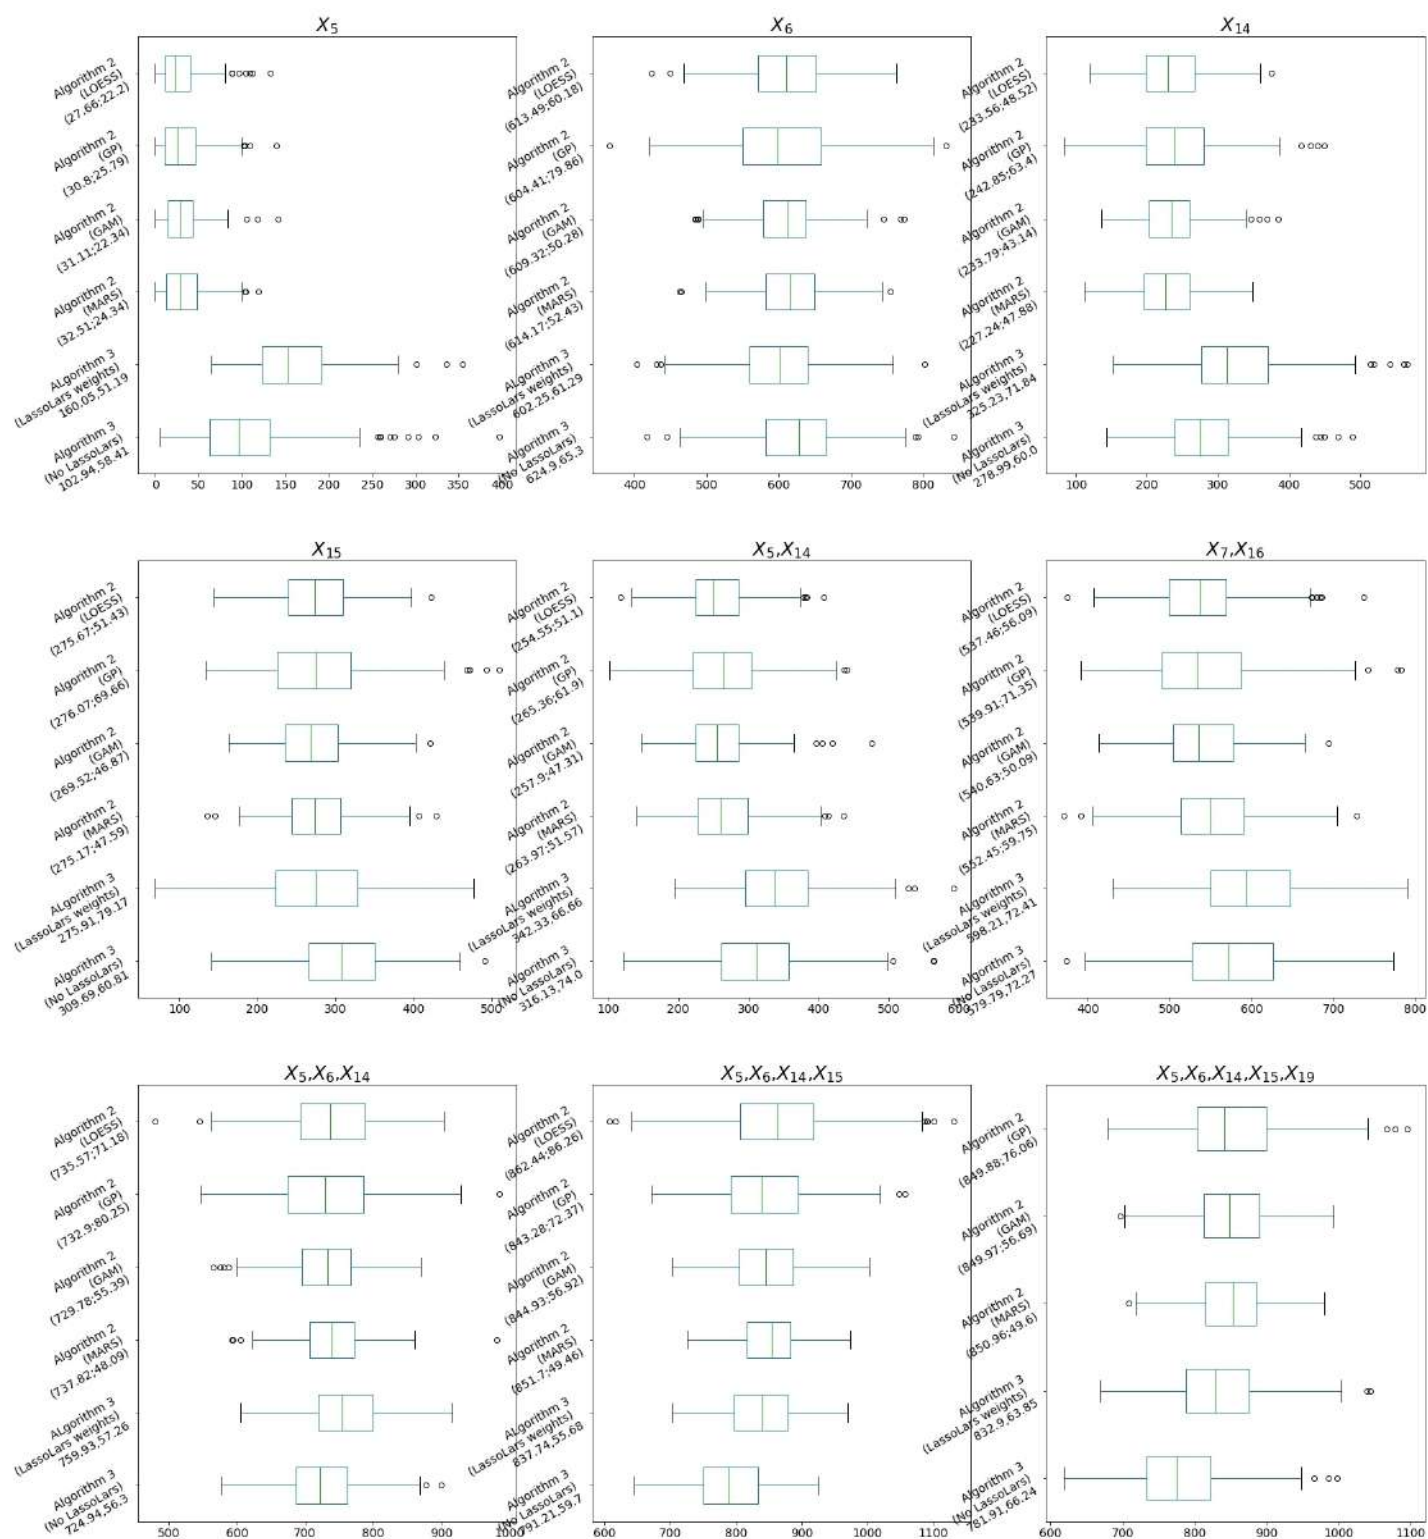 X₅
Algorithm 2
(LOESS)
(27.66;22.2)
Algorithm 2
(GP)
(30.8;25.79)
Algorithm 2
(GAM)
(31.11;22.34)
Algorithm 2
(MARS)
(32.51;24.34)
ALgorithm 3
(LassoLars weights)
160.05,51.19
Algorithm 3
(No LassoLars)
102.94,58.41
0 50 100 150 200 250 300 350 400
X₆
Algorithm 2
(LOESS)
(613.49;60.18)
Algorithm 2
(GP)
(604.41;79.86)
Algorithm 2
(GAM)
(609.32;50.28)
Algorithm 2
(MARS)
(614.17;52.43)
ALgorithm 3
(LassoLars weights)
602.25,61.29
Algorithm 3
(No LassoLars)
624.9,65.3
400 500 600 700 800
X₁₄
Algorithm 2
(LOESS)
(233.56;48.52)
Algorithm 2
(GP)
(242.85;63.4)
Algorithm 2
(GAM)
(233.79;43.14)
Algorithm 2
(MARS)
(227.24;47.88)
ALgorithm 3
(LassoLars weights)
325.23,71.84
Algorithm 3
(No LassoLars)
278.99,60.0
100 200 300 400 500
X₁₅
Algorithm 2
(LOESS)
(275.67;51.43)
Algorithm 2
(GP)
(276.07;69.66)
Algorithm 2
(GAM)
(269.52;46.87)
Algorithm 2
(MARS)
(275.17;47.59)
ALgorithm 3
(LassoLars weights)
275.91,79.17
Algorithm 3
(No LassoLars)
309.69,60.81
100 200 300 400 500
X₅,X₁₄
Algorithm 2
(LOESS)
(254.55;51.1)
Algorithm 2
(GP)
(265.36;61.9)
Algorithm 2
(GAM)
(257.9;47.31)
Algorithm 2
(MARS)
(263.97;51.57)
ALgorithm 3
(LassoLars weights)
342.33,66.66
Algorithm 3
(No LassoLars)
316.13,74.0
100 200 300 400 500 600
X₇,X₁₆
Algorithm 2
(LOESS)
(537.46;56.09)
Algorithm 2
(GP)
(539.91;71.35)
Algorithm 2
(GAM)
(540.63;50.09)
Algorithm 2
(MARS)
(552.45;59.75)
ALgorithm 3
(LassoLars weights)
598.21,72.41
Algorithm 3
(No LassoLars)
579.79,72.27
400 500 600 700 800
X₅,X₆,X₁₄
Algorithm 2
(LOESS)
(735.57;71.18)
Algorithm 2
(GP)
(732.9;80.25)
Algorithm 2
(GAM)
(729.78;55.39)
Algorithm 2
(MARS)
(737.82;48.09)
ALgorithm 3
(LassoLars weights)
759.93,57.26
Algorithm 3
(No LassoLars)
724.94,56.3
500 600 700 800 900 1000
X₅,X₆,X₁₄,X₁₅
Algorithm 2
(LOESS)
(862.44;86.26)
Algorithm 2
(GP)
(843.28;72.37)
Algorithm 2
(GAM)
(844.93;56.92)
Algorithm 2
(MARS)
(851.7;49.46)
ALgorithm 3
(LassoLars weights)
837.74,55.68
Algorithm 3
(No LassoLars)
791.21,59.7
600 700 800 900 1000 1100
X₅,X₆,X₁₄,X₁₅,X₁₉
Algorithm 2
(GP)
(849.88;76.06)
Algorithm 2
(GAM)
(849.97;56.69)
Algorithm 2
(MARS)
(850.96;49.6)
ALgorithm 3
(LassoLars weights)
832.9,63.85
Algorithm 3
(No LassoLars)
781.91,66.24
600 700 800 900 1000 1100